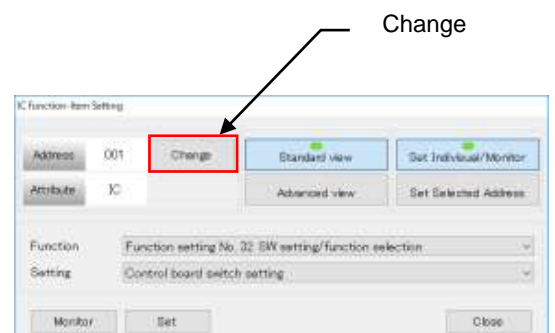 Change
IC Function-Item Setting
Address 001 Change Standard view Set Indiviaual/Monitor
Attribute IC Advanced view Set Selected Address
Function Function setting No. 32 SW setting/function selection
Setting Control board switch setting
Monitor Set Close